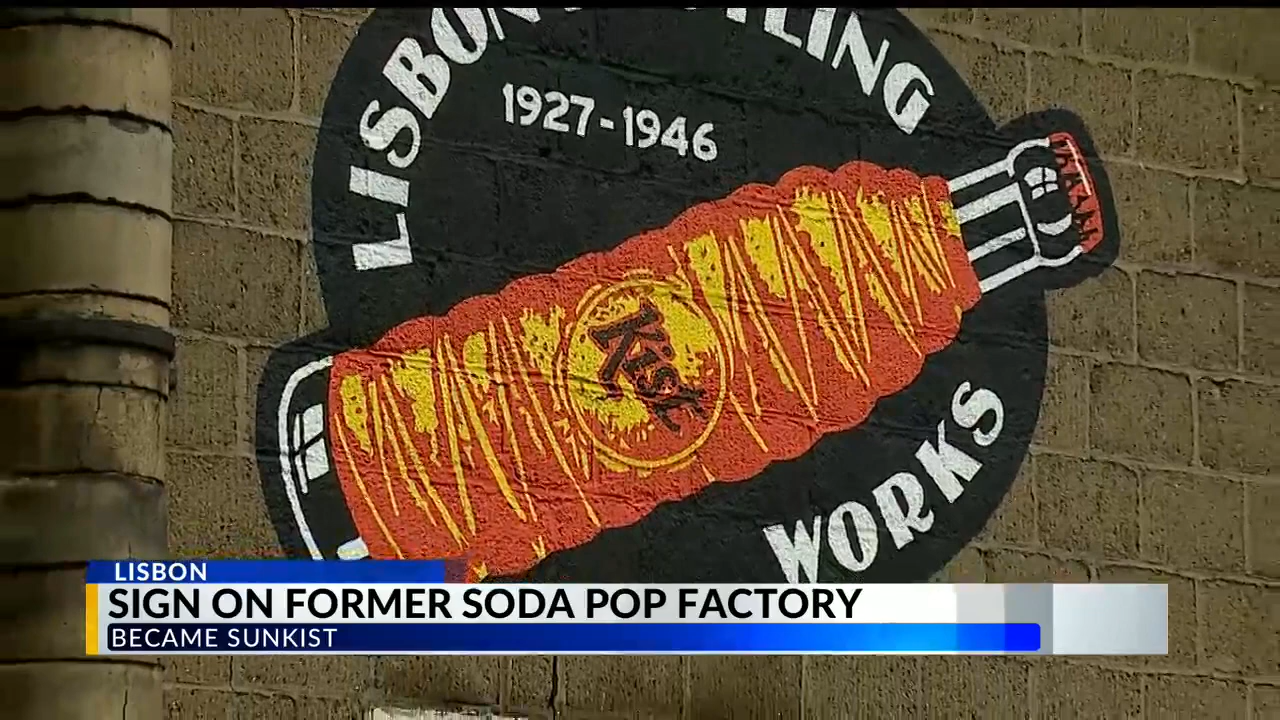 LISBON
LING
1927-1946
Kist
WORKS
LISBON
SIGN ON FORMER SODA POP FACTORY
BECAME SUNKIST